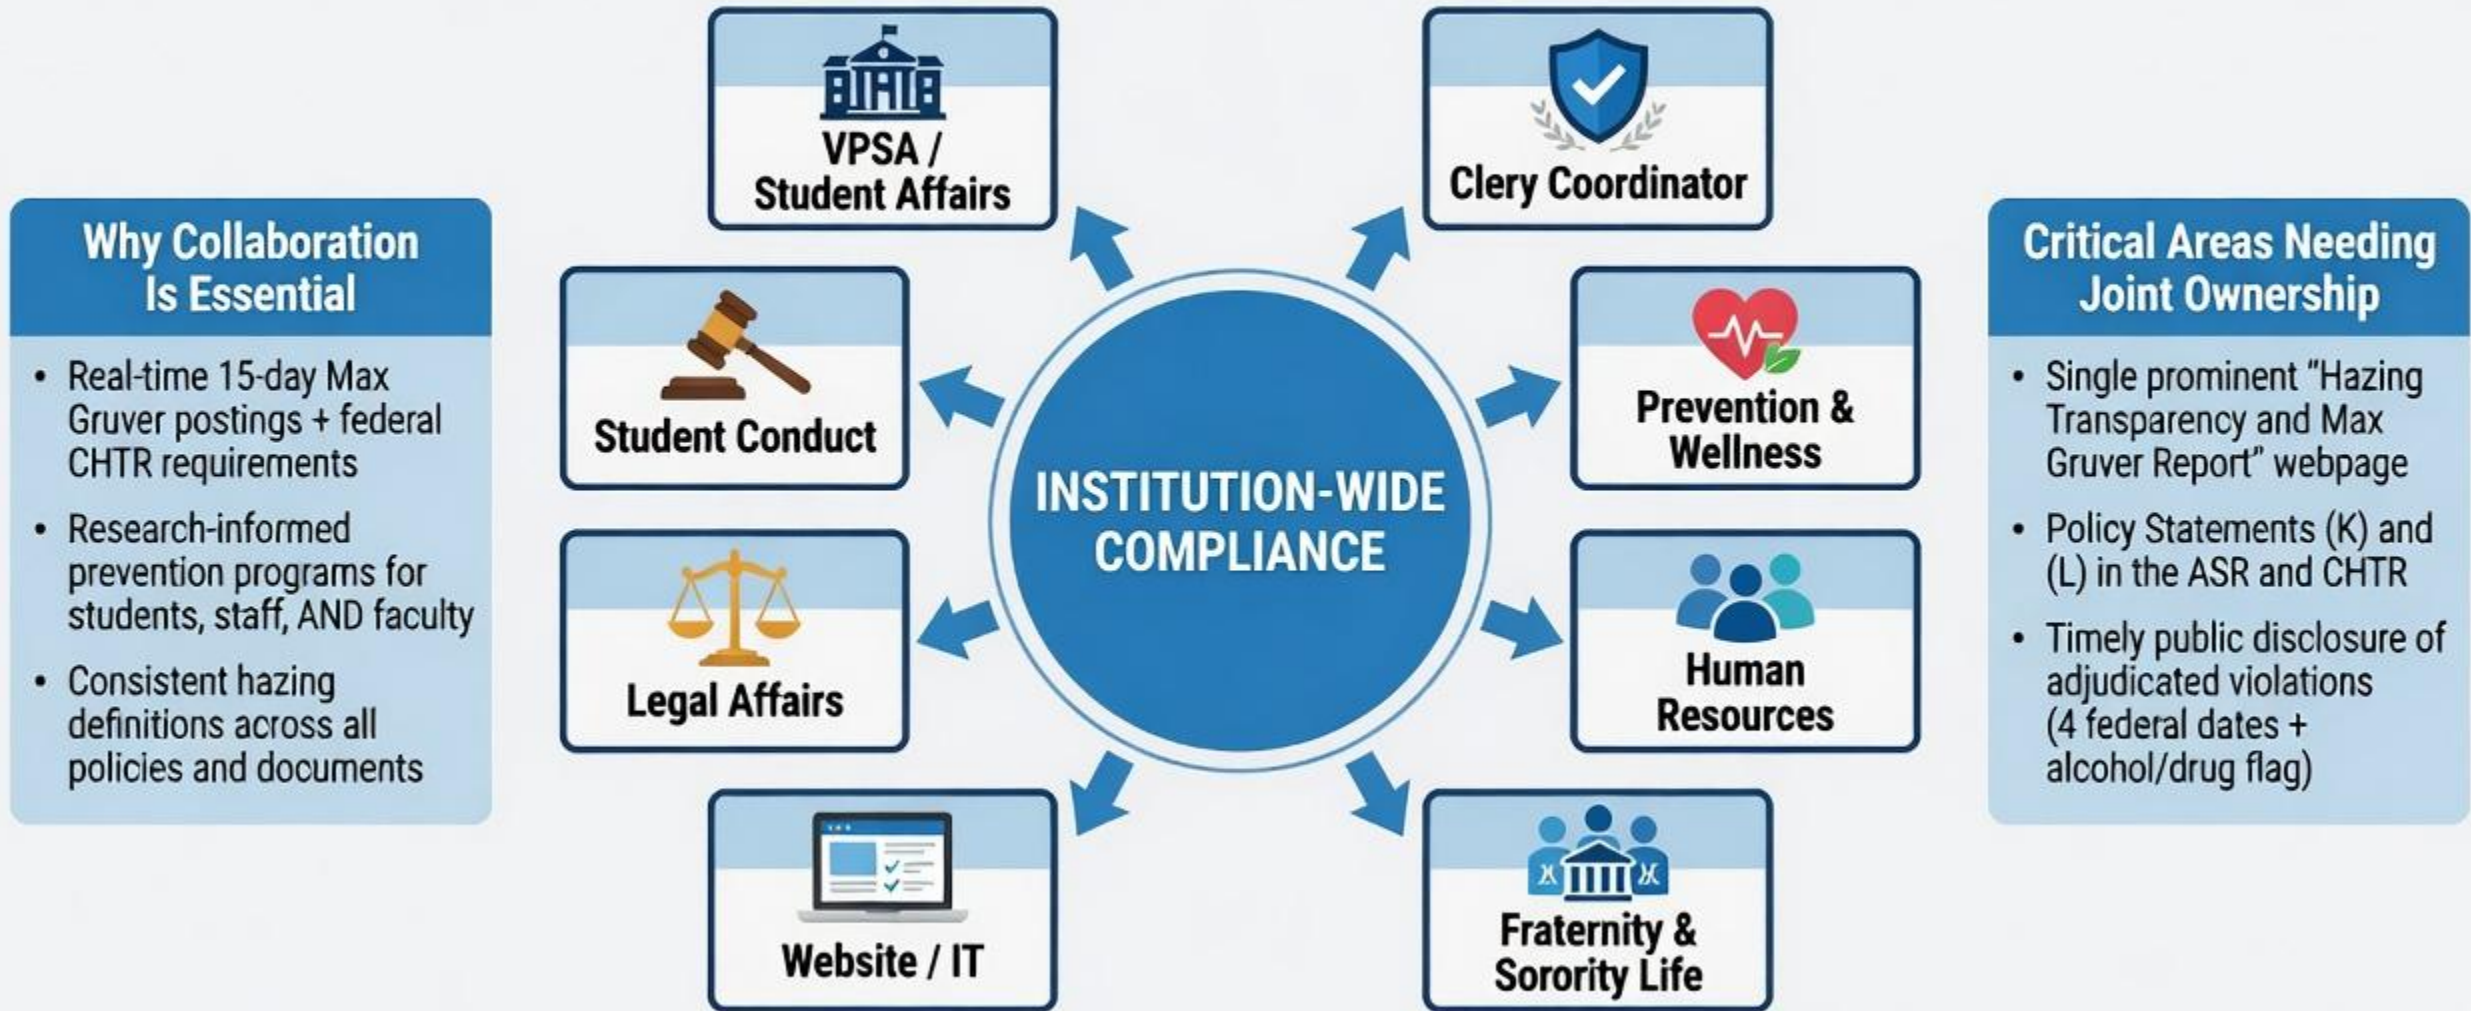 Why Collaboration
Is Essential
• Real-time 15-day Max
Gruver postings + federal
CHTR requirements
• Research-informed
prevention programs for
students, staff, AND faculty
• Consistent hazing
definitions across all
policies and documents
VPSA /
Student Affairs
Student Conduct
Legal Affairs
Website / IT
INSTITUTION-WIDE
COMPLIANCE
Clery Coordinator
Prevention &
Wellness
Human
Resources
Fraternity &
Sorority Life
Critical Areas Needing
Joint Ownership
• Single prominent “Hazing
Transparency and Max
Gruver Report” webpage
• Policy Statements (K) and
(L) in the ASR and CHTR
• Timely public disclosure of
adjudicated violations
(4 federal dates +
alcohol/drug flag)